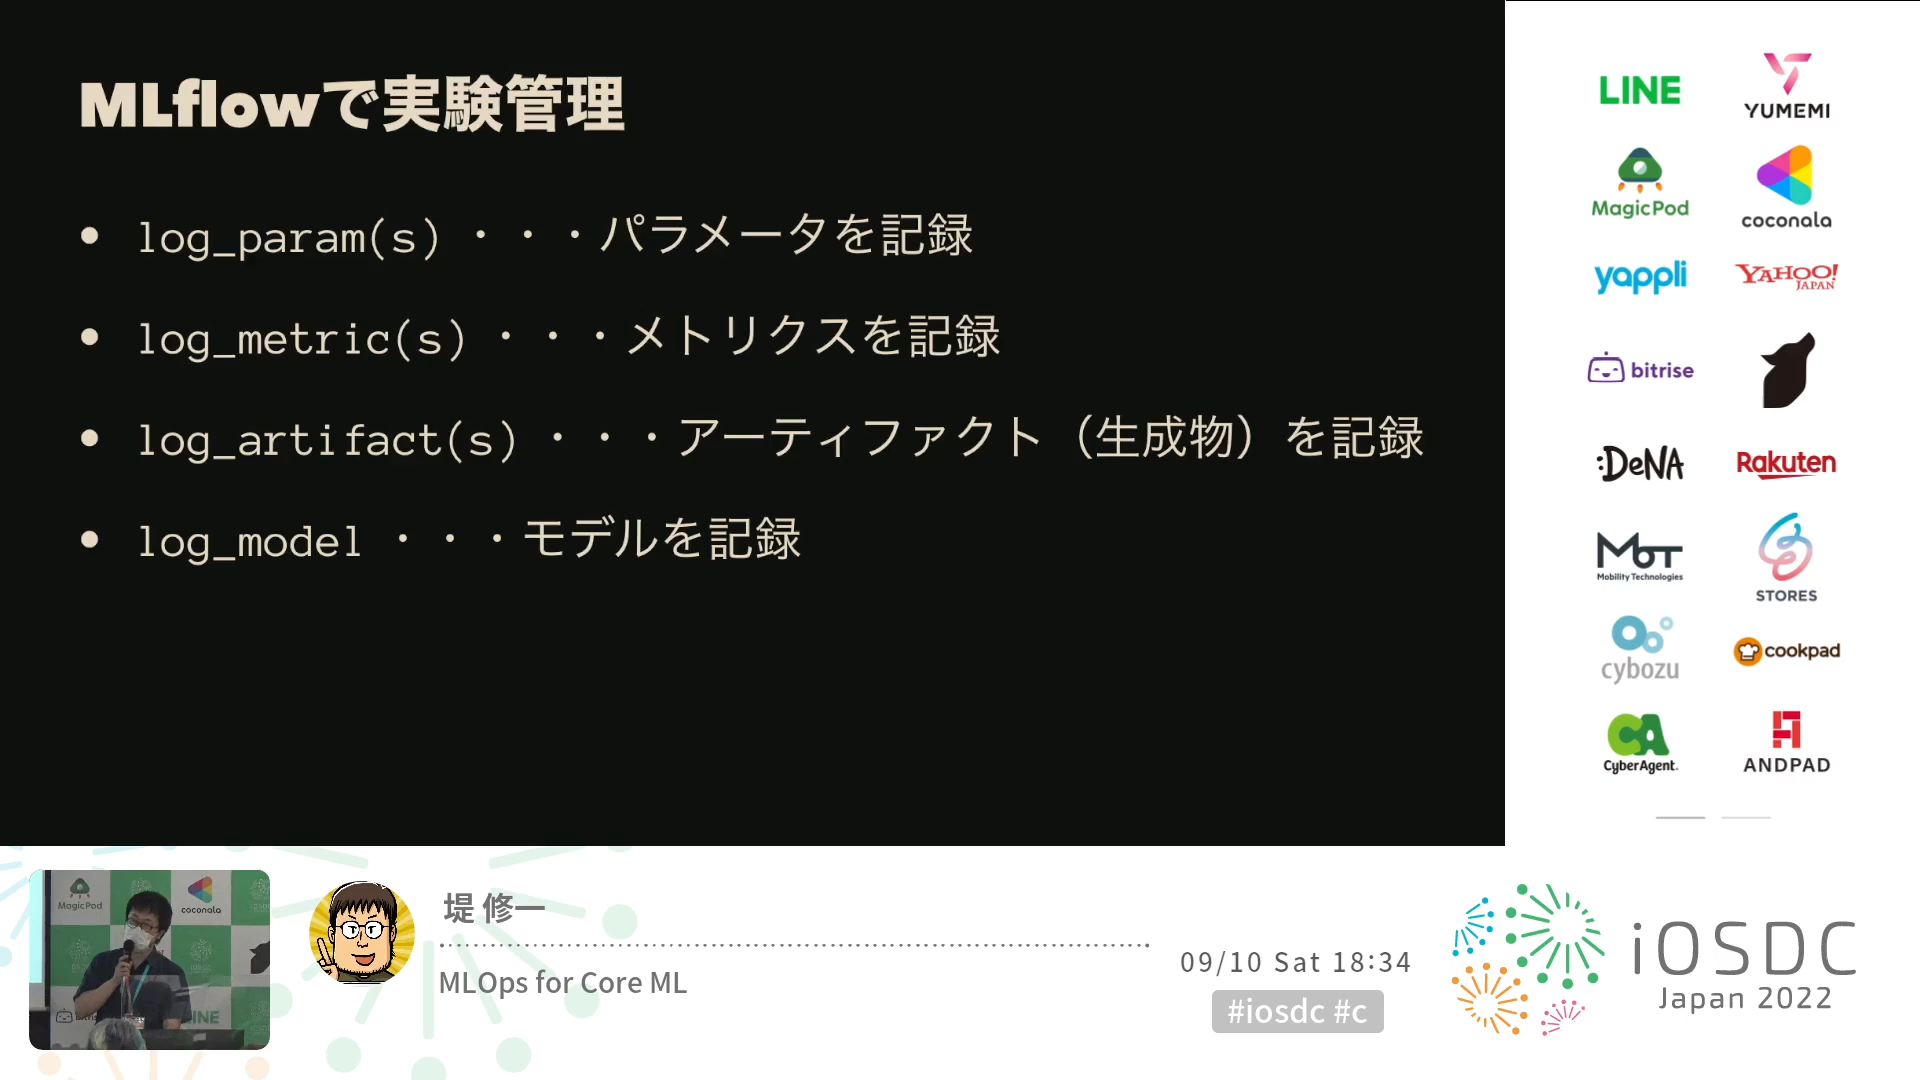 MLflowで実験管理
• log_param(s) ・・・パラメータを記録
• log_metric(s) ・・・メトリクスを記録
• log_artifact(s) ・・・アーティファクト（生成物）を記録
• log_model ・・・モデルを記録
LINE
YUMEMI
MagicPod
coconala
yappli
YAHOO!
JAPAN
bitrise
:DeNA
Rakuten
MoT
Mobility Technologies
STORES
cybozu
cookpad
CA
CyberAgent.
ANDPAD
MagicPod
coconala
LINE
堤 修一
MLOps for Core ML
09/10 Sat 18:34
#iosdc #c
iOSDC
Japan 2022